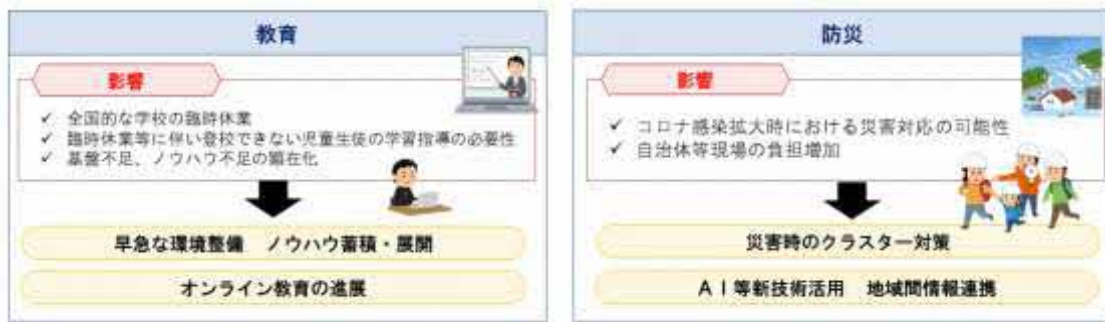 教育
影響
✓ 全国的な学校の臨時休業
✓ 臨時休業等に伴い登校できない児童生徒の学習指導の必要性
✓ 基盤不足、ノウハウ不足の顕在化
早急な環境整備 ノウハウ蓄積・展開
オンライン教育の進展
防災
影響
✓ コロナ感染拡大時における災害対応の可能性
✓ 自治体等現場の負担増加
災害時のクラスター対策
ＡＩ等新技術活用 地域間情報連携